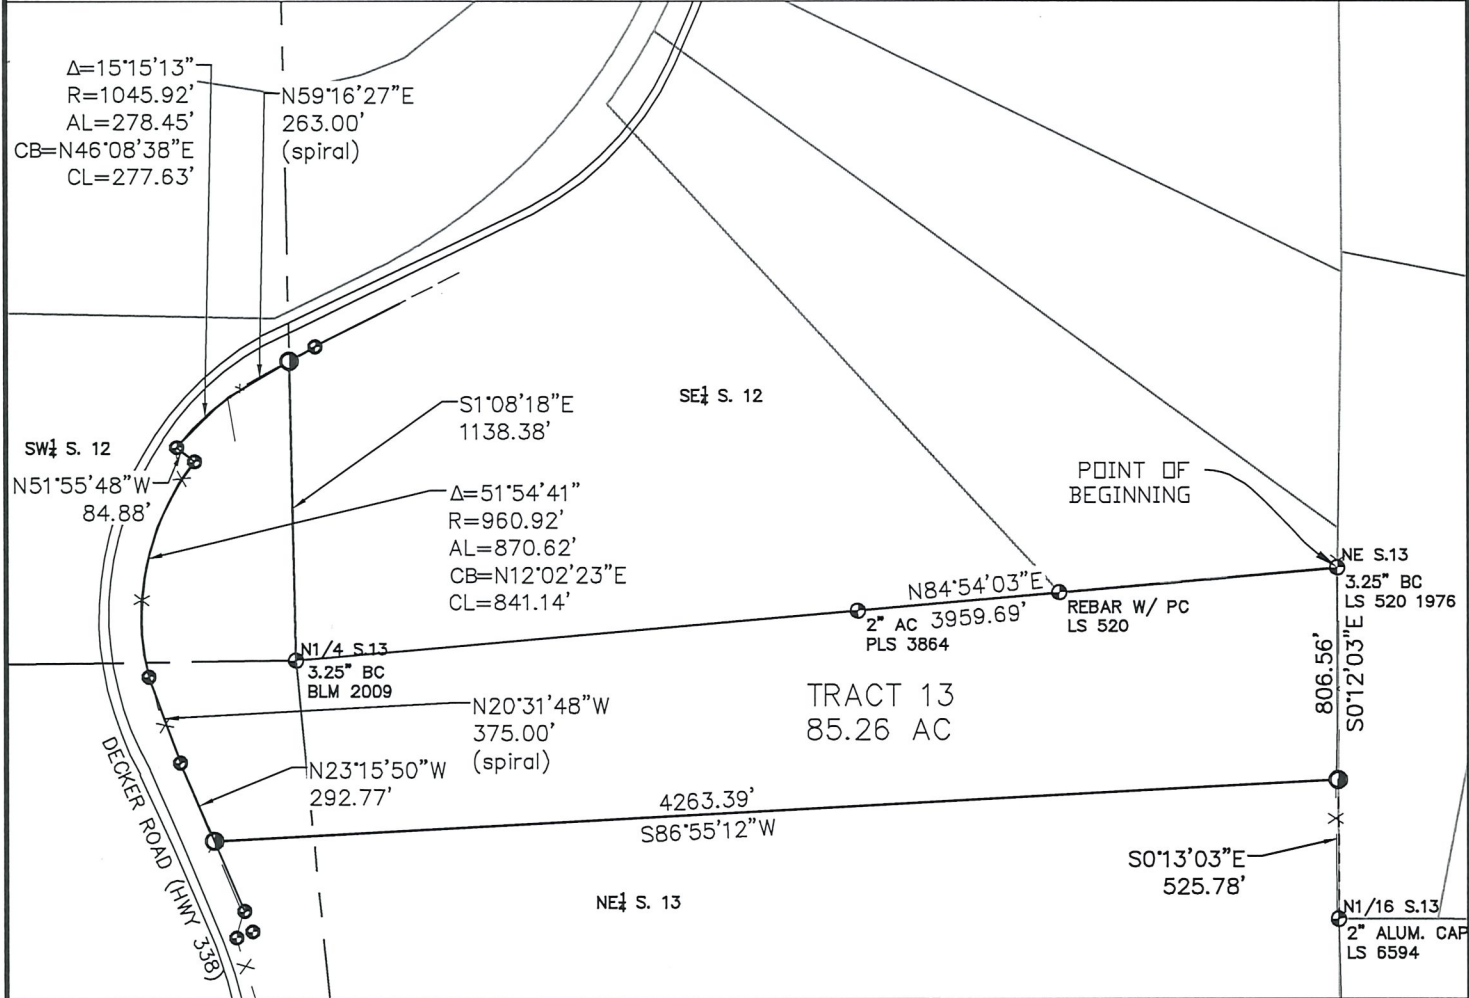 Δ=15°15'13"
R=1045.92'
AL=278.45'
CB=N46°08'38"E
CL=277.63'
N59°16'27"E
263.00'
(spiral)
S1°08'18"E
1138.38'
SE¼ S. 12
SW¼ S. 12
N51°55'48"W
84.88'
Δ=51°54'41"
R=960.92'
AL=870.62'
CB=N12°02'23"E
CL=841.14'
POINT OF
BEGINNING
NE S.13
3.25" BC
LS 520 1976
N84°54'03"E
3959.69'
REBAR W/ PC
LS 520
2" AC
PLS 3864
N1/4 S.13
3.25" BC
BLM 2009
806.56'
S0°12'03"E
TRACT 13
85.26 AC
N20°31'48"W
375.00'
(spiral)
N23°15'50"W
292.77'
DECKER ROAD (HWY 338)
4263.39'
S86°55'12"W
S0°13'03"E
525.78'
NE¼ S. 13
N1/16 S.13
2" ALUM. CAP
LS 6594